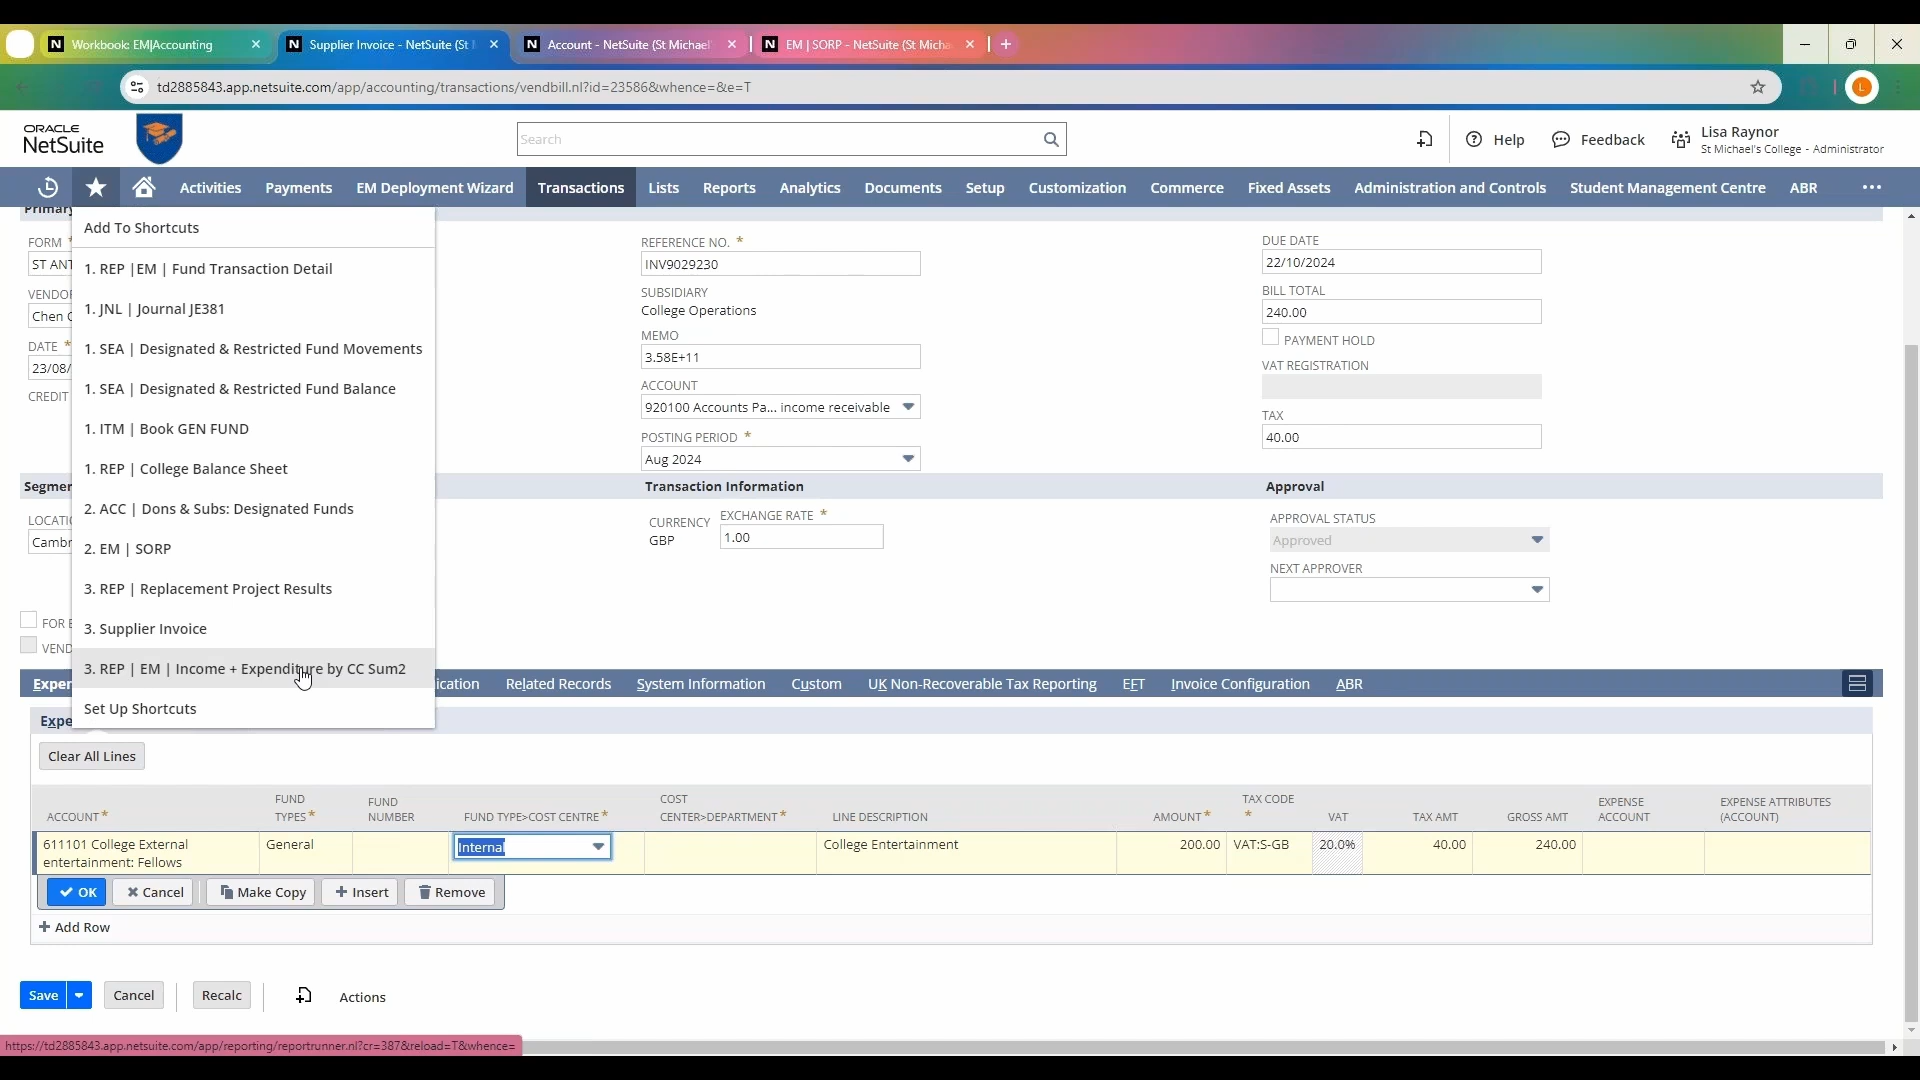 Workbook: EM|Accounting
Supplier Invoice - NetSuite (St
Account - NetSuite (St Michael'
EM | SORP - NetSuite (St Micha
td2885843.app.netsuite.com/app/accounting/transactions/vendbill.nl?id=23586&whence=&e=T
L
ORACLE
NetSuite
Search
Help
Feedback
Lisa Raynor
St Michael's College - Administrator
Activities Payments EM Deployment Wizard Transactions Lists Reports Analytics Documents Setup Customization Commerce Fixed Assets Administration and Controls Student Management Centre ABR
Primary
Add To Shortcuts
1. REP |EM | Fund Transaction Detail
1. JNL | Journal JE381
1. SEA | Designated & Restricted Fund Movements
1. SEA | Designated & Restricted Fund Balance
1. ITM | Book GEN FUND
1. REP | College Balance Sheet
2. ACC | Dons & Subs: Designated Funds
2. EM | SORP
3. REP | Replacement Project Results
3. Supplier Invoice
3. REP | EM | Income + Expenditure by CC Sum2
Set Up Shortcuts
FORM *
ST ANT
VENDO
Chen C
DATE *
23/08/
CREDIT
REFERENCE NO. *
INV9029230
SUBSIDIARY
College Operations
MEMO
3.58E+11
ACCOUNT
920100 Accounts Pa... income receivable
POSTING PERIOD *
Aug 2024
DUE DATE
22/10/2024
BILL TOTAL
240.00
PAYMENT HOLD
VAT REGISTRATION
TAX
40.00
Segmen
Transaction Information
Approval
LOCATIO
Cambr
CURRENCY
GBP
EXCHANGE RATE *
1.00
APPROVAL STATUS
Approved
NEXT APPROVER
FOR E
VEND
Exper ication Related Records System Information Custom UK Non-Recoverable Tax Reporting EFT Invoice Configuration ABR
Expe
Clear All Lines
ACCOUNT* FUND TYPES* FUND NUMBER FUND TYPE>COST CENTRE* COST CENTER>DEPARTMENT* LINE DESCRIPTION AMOUNT* TAX CODE * VAT TAX AMT GROSS AMT EXPENSE ACCOUNT EXPENSE ATTRIBUTES (ACCOUNT)
611101 College External entertainment: Fellows General Internal College Entertainment 200.00 VAT:S-GB 20.0% 40.00 240.00
OK Cancel Make Copy Insert Remove
Add Row
Save Cancel Recalc Actions
https://td2885843.app.netsuite.com/app/reporting/reportrunner.nl?cr=387&reload=T&whence=